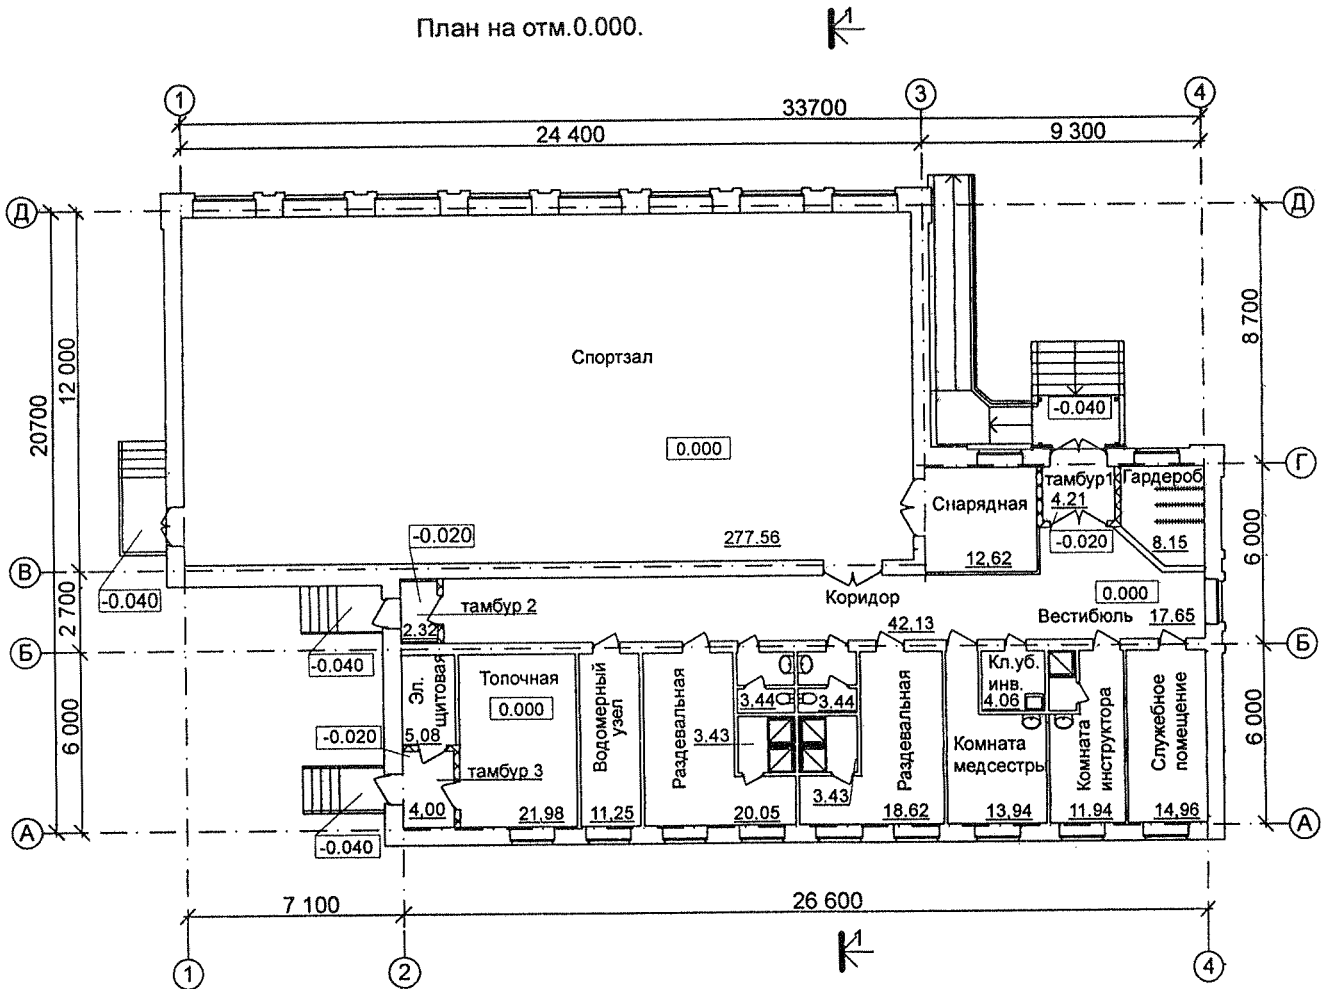 План на отм.0.000.
1
1
3
4
33700
24 400
9 300
Д
Д
20700
12 000
8 700
Спортзал
0.000
-0.040
Г
Снарядная
тамбур1
Гардероб
4.21
-0.020
-0.020
277.56
12,62
8.15
6 000
В
-0.040
2 700
тамбур 2
Коридор
0.000
Вестибюль
17.65
2.32
42.13
Б
Б
-0.040
Эл.
щитовая
Топочная
0.000
Водомерный
узел
Раздевальная
3.44
3.44
Раздевальная
Кл.уб.
инв.
4.06
Комната
инструктора
Служебное
помещение
6 000
6 000
-0.020
5.08
3.43
Комната
медсестры
тамбур 3
3.43
4,00
21,98
11,25
20.05
18.62
13,94
11.94
14,96
А
А
-0.040
7 100
26 600
1
1
2
4